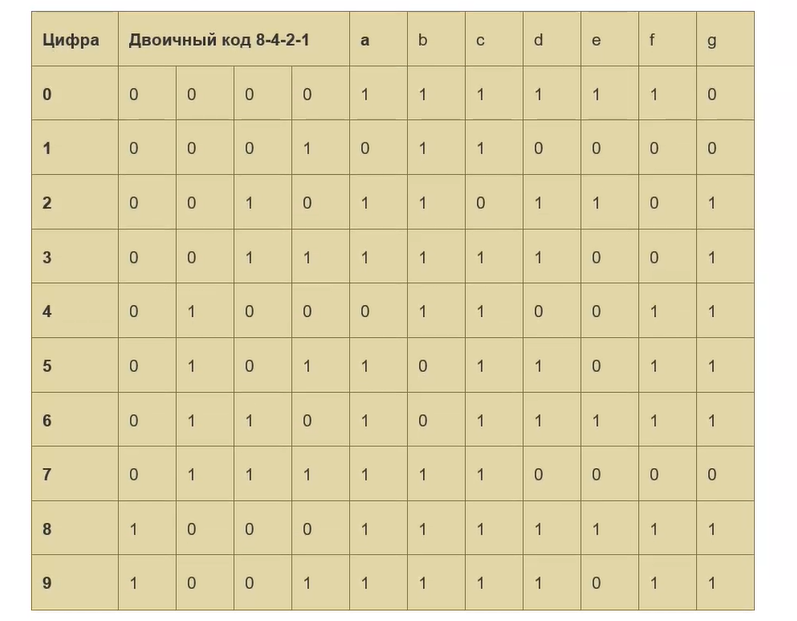 Цифра Двоичный код 8-4-2-1 a b c d e f g
0 0 0 0 0 1 1 1 1 1 1 0
1 0 0 0 1 0 1 1 0 0 0 0
2 0 0 1 0 1 1 0 1 1 0 1
3 0 0 1 1 1 1 1 1 0 0 1
4 0 1 0 0 0 1 1 0 0 1 1
5 0 1 0 1 1 0 1 1 0 1 1
6 0 1 1 0 1 0 1 1 1 1 1
7 0 1 1 1 1 1 1 0 0 0 0
8 1 0 0 0 1 1 1 1 1 1 1
9 1 0 0 1 1 1 1 1 0 1 1